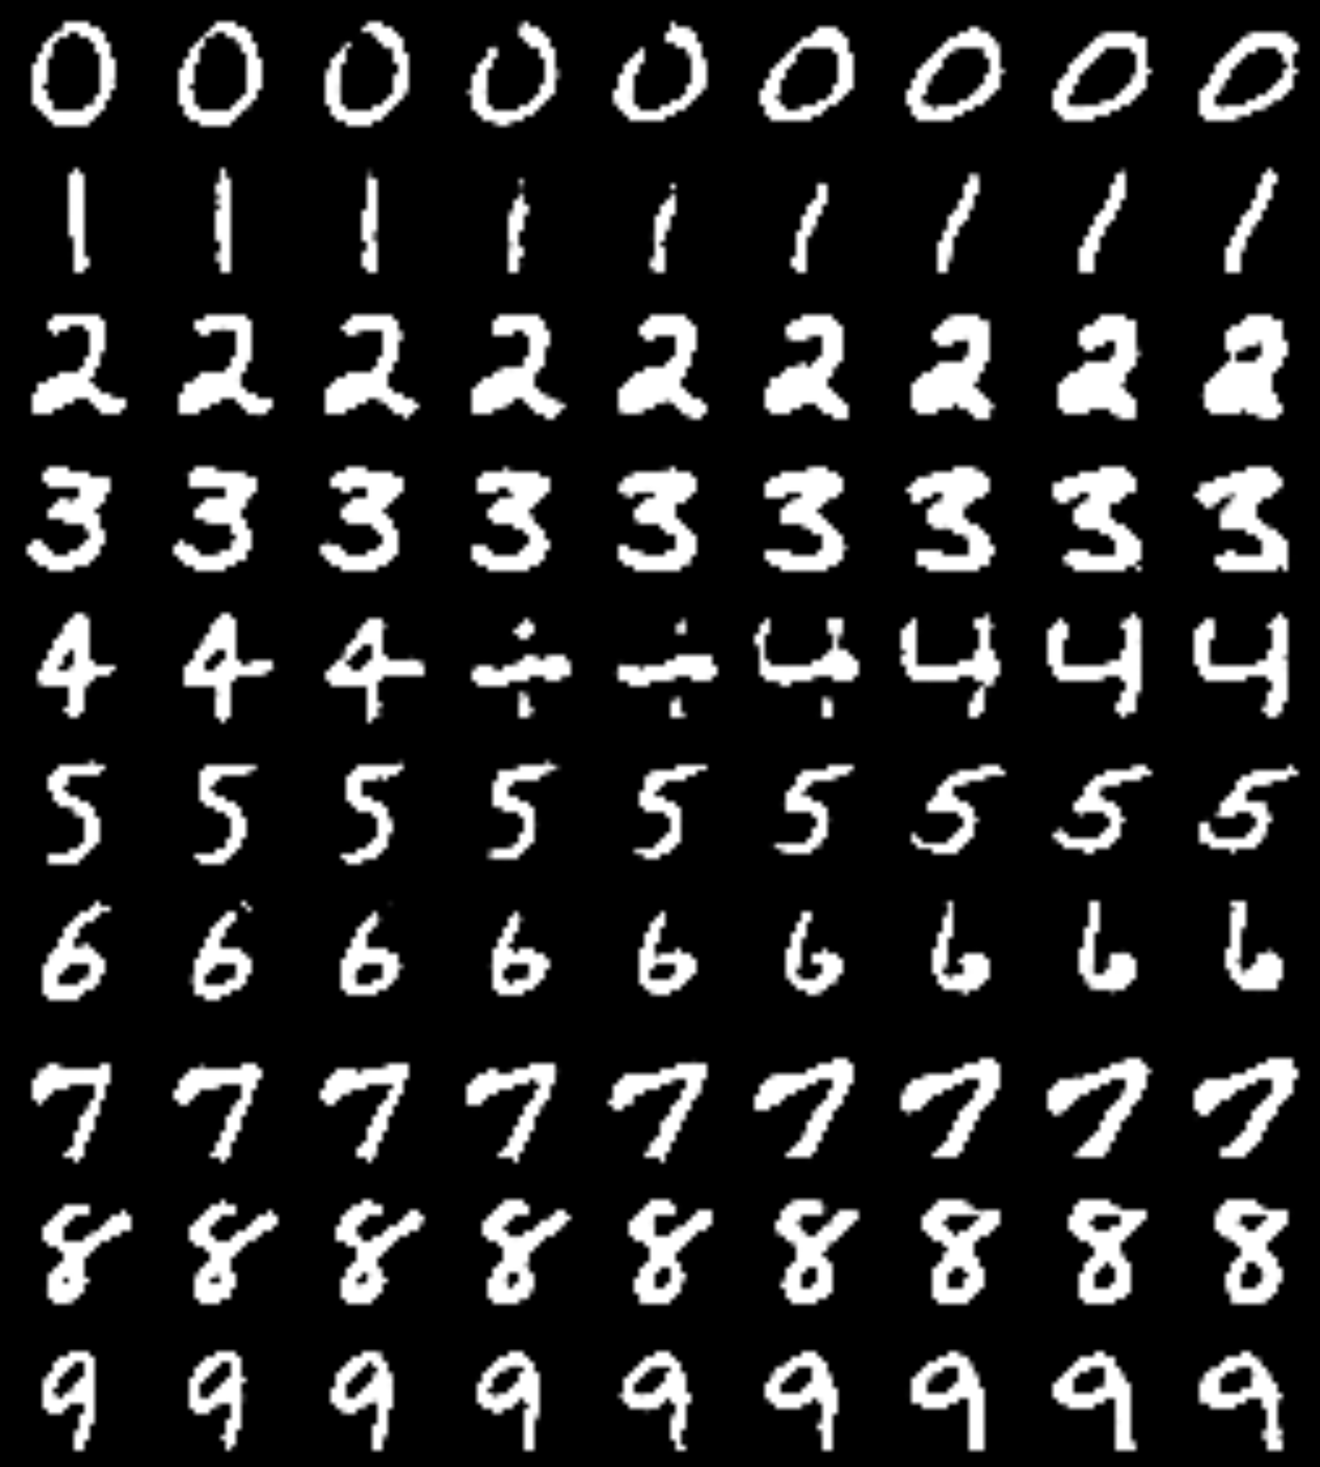 0 0 0 0 0 0 0 0 0
1 1 1 1 1 1 1 1 1
2 2 2 2 2 2 2 2 2
3 3 3 3 3 3 3 3 3
4 4 4 ÷ ÷ 4 4 4 4
5 5 5 5 5 5 5 5 5
6 6 6 6 6 6 6 6 6
7 7 7 7 7 7 7 7 7
8 8 8 8 8 8 8 8 8
9 9 9 9 9 9 9 9 9